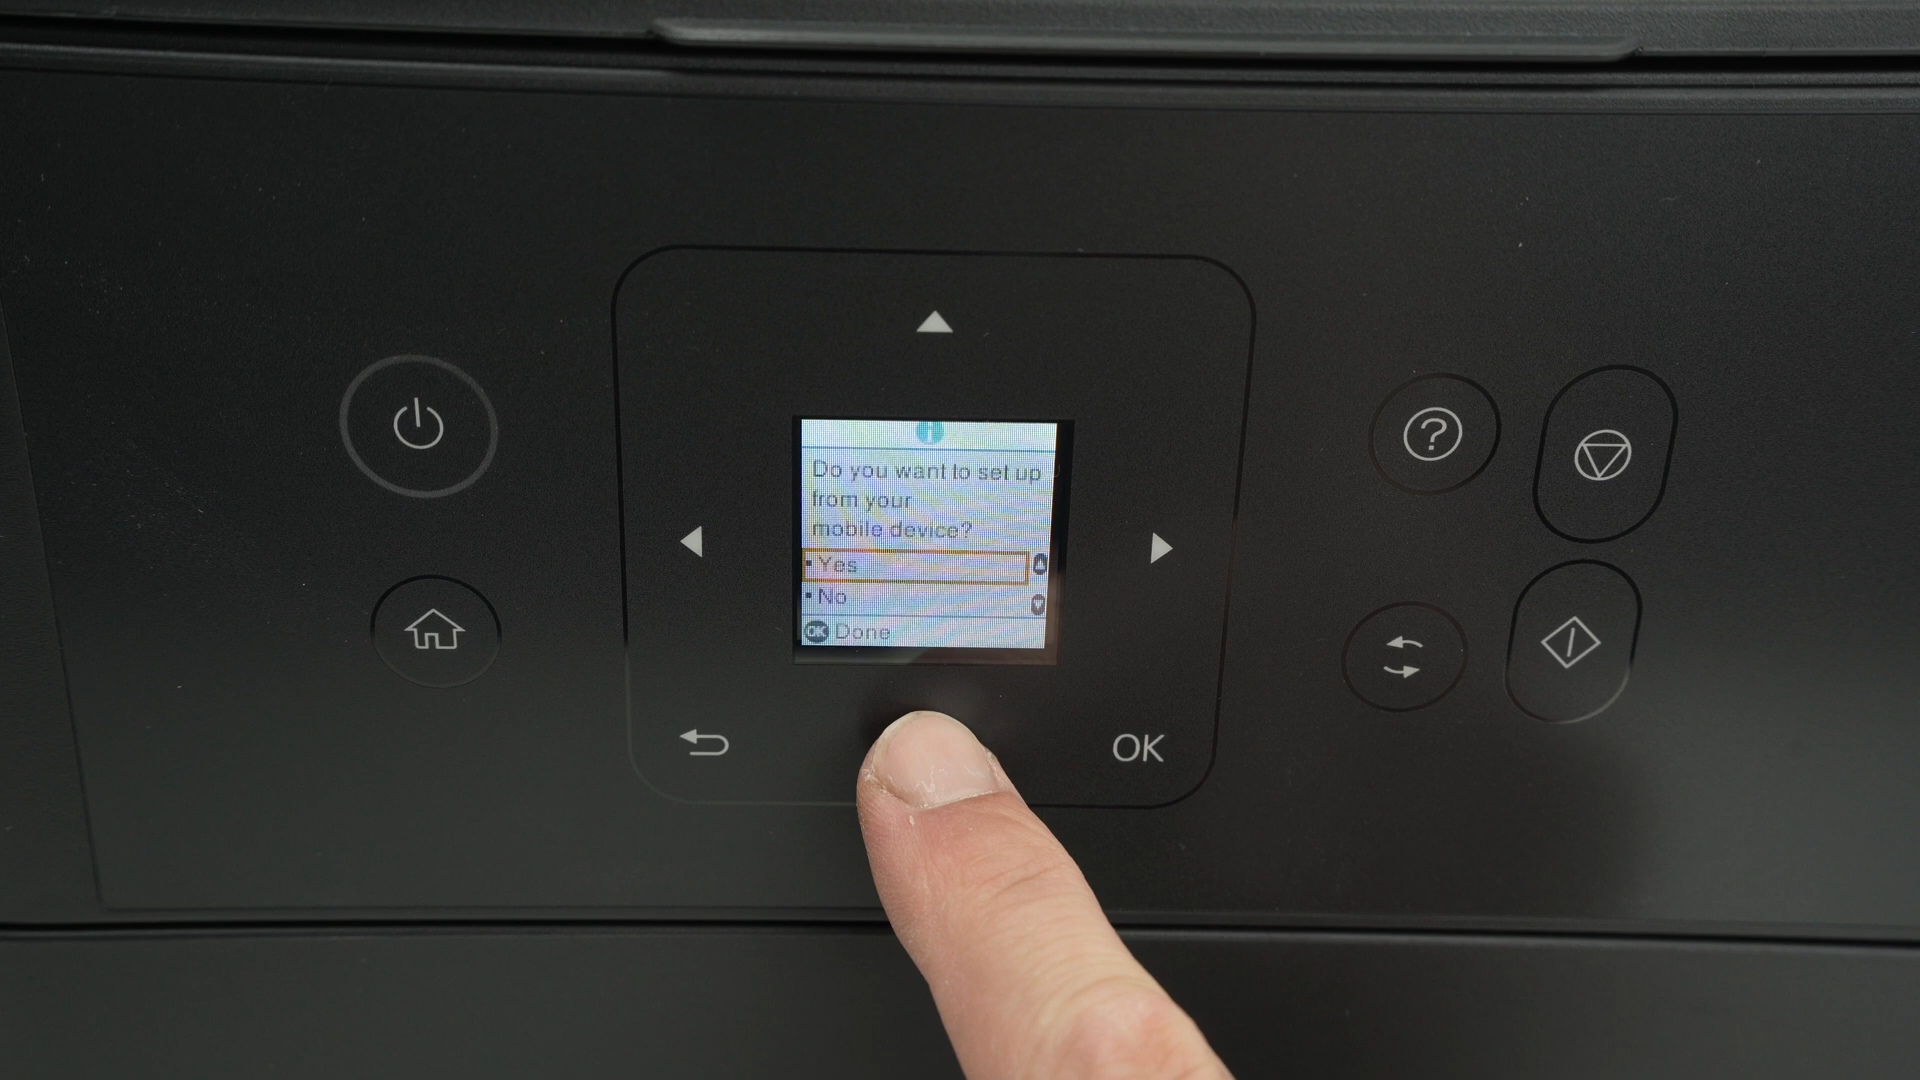 i
Do you want to set up
from your
mobile device?
▪ Yes
▪ No
OK Done
?
OK